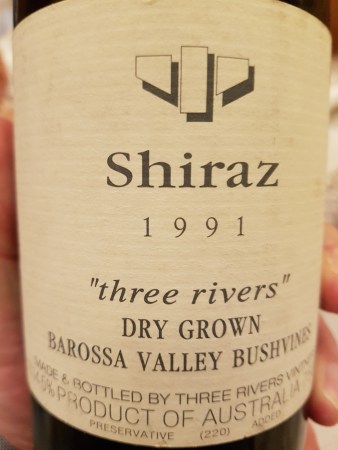 Shiraz
1991
"three rivers"
DRY GROWN
BAROSSA VALLEY BUSHVINES
MADE & BOTTLED BY THREE RIVERS
PRODUCT OF AUSTRALIA
PRESERVATIVE (220) ADDED